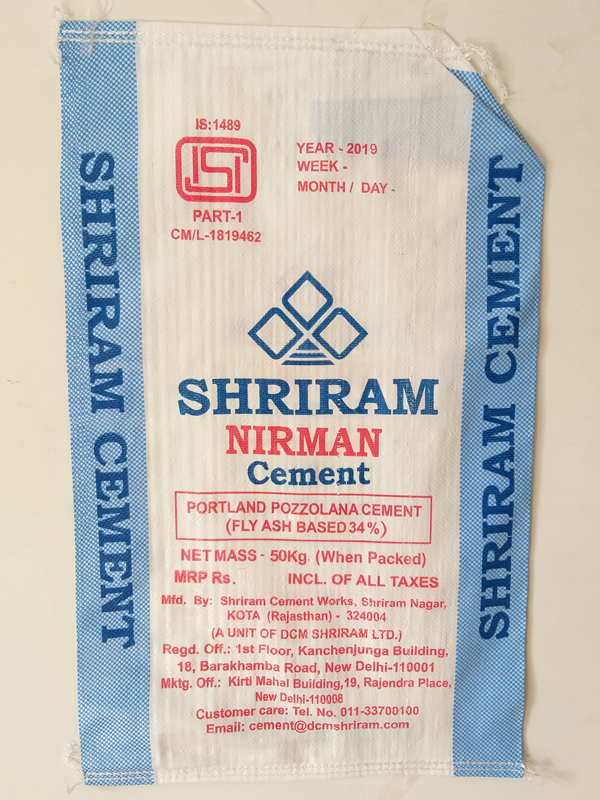 IS:1489
ISI
PART-1
CM/L-1819462
YEAR - 2019
WEEK -
MONTH / DAY -
SHRIRAM CEMENT
SHRIRAM
NIRMAN
Cement
PORTLAND POZZOLANA CEMENT
(FLY ASH BASED 34%)
NET MASS - 50Kg. (When Packed)
MRP Rs. INCL. OF ALL TAXES
Mfd. By: Shriram Cement Works, Shriram Nagar,
KOTA (Rajasthan) - 324004
(A UNIT OF DCM SHRIRAM LTD.)
Regd. Off.: 1st Floor, Kanchenjunga Building,
18, Barakhamba Road, New Delhi-110001
Mktg. Off.: Kirti Mahal Building,19, Rajendra Place,
New Delhi-110008
Customer care: Tel. No. 011-33700100
Email: cement@dcmshriram.com
SHRIRAM CEMENT